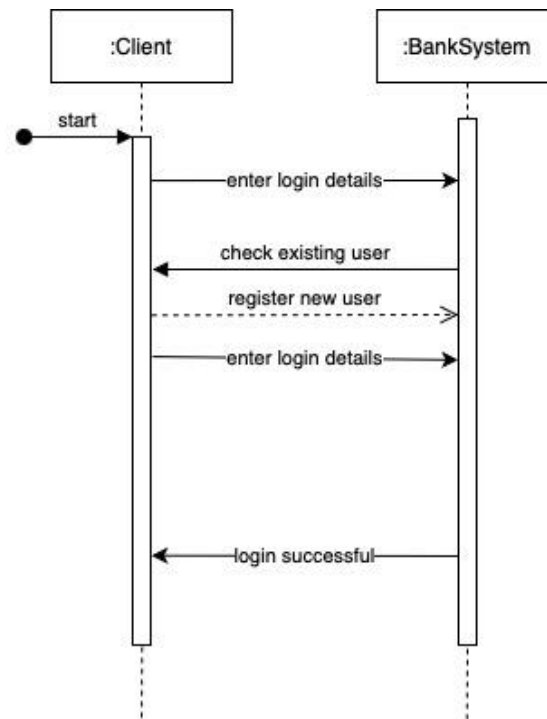 :Client
:BankSystem
start
enter login details
check existing user
register new user
enter login details
login successful